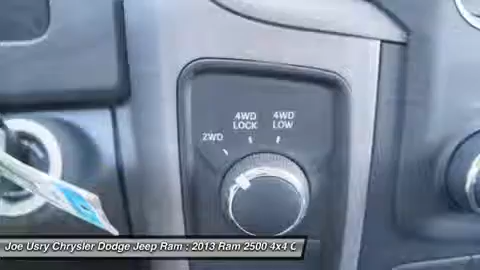 4WD
LOCK
4WD
LOW
2WD
Joe Usry Chrysler Dodge Jeep Ram : 2013 Ram 2500 4x4 C